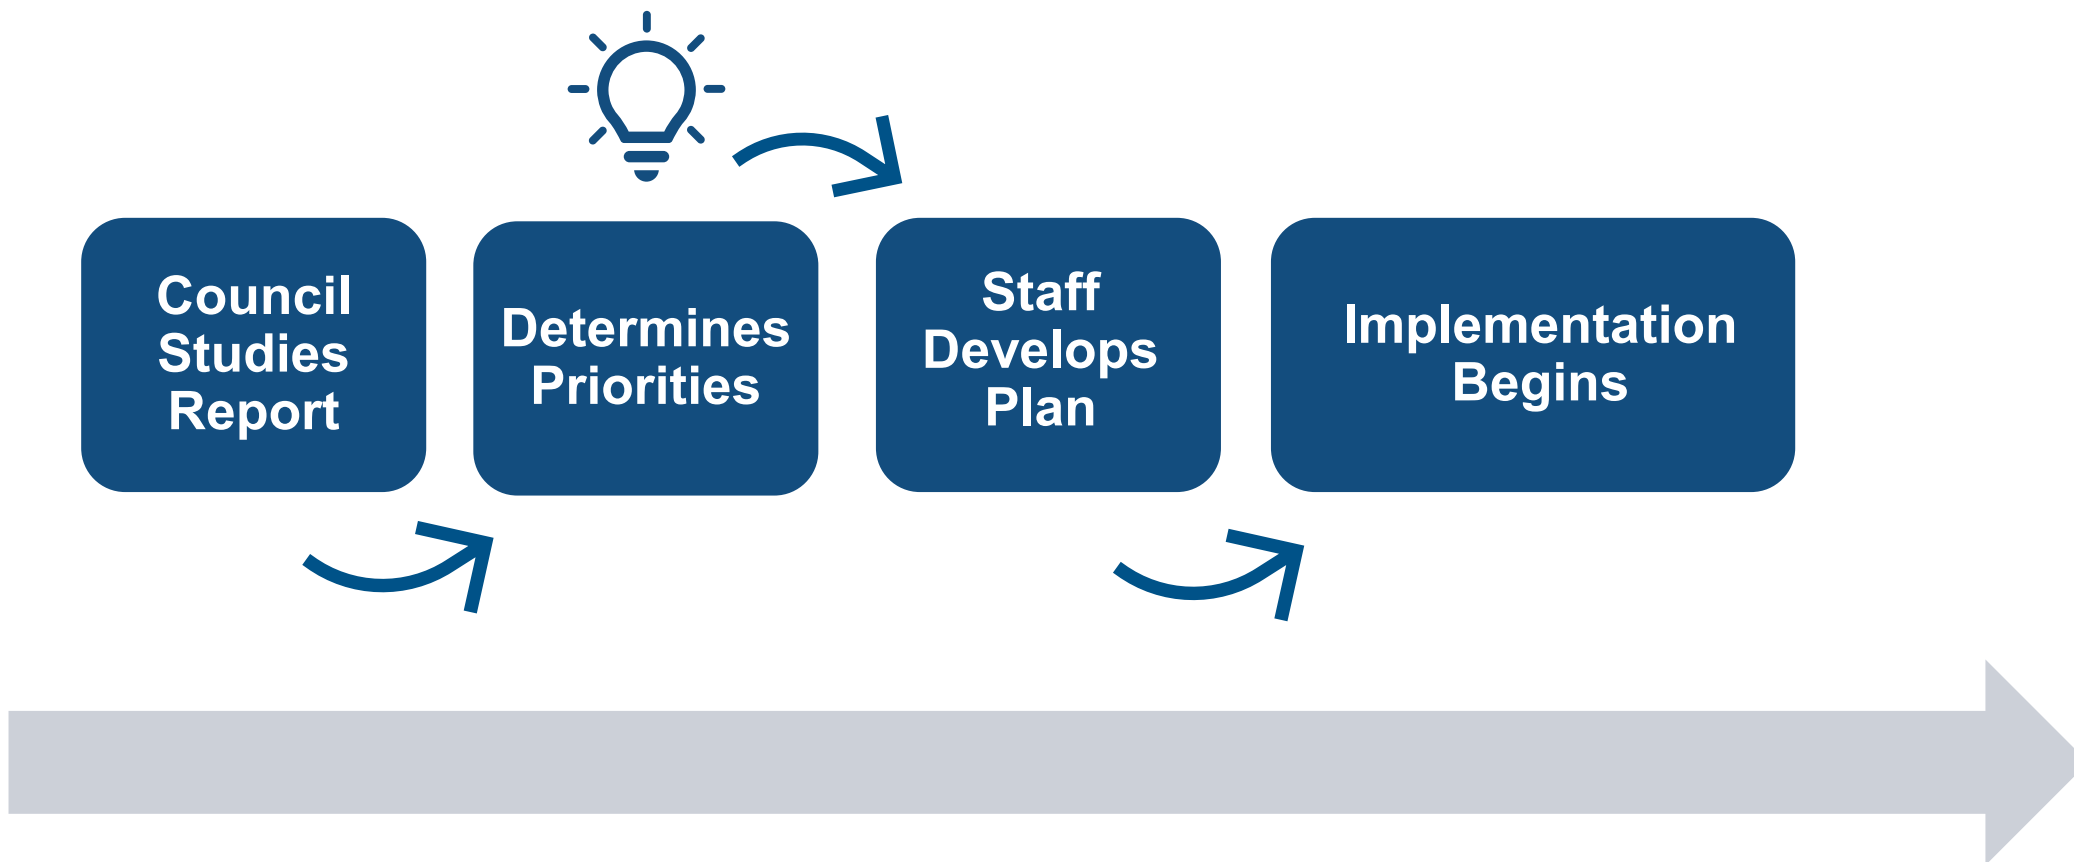 Council
Studies
Report
Determines
Priorities
Staff
Develops
Plan
Implementation
Begins